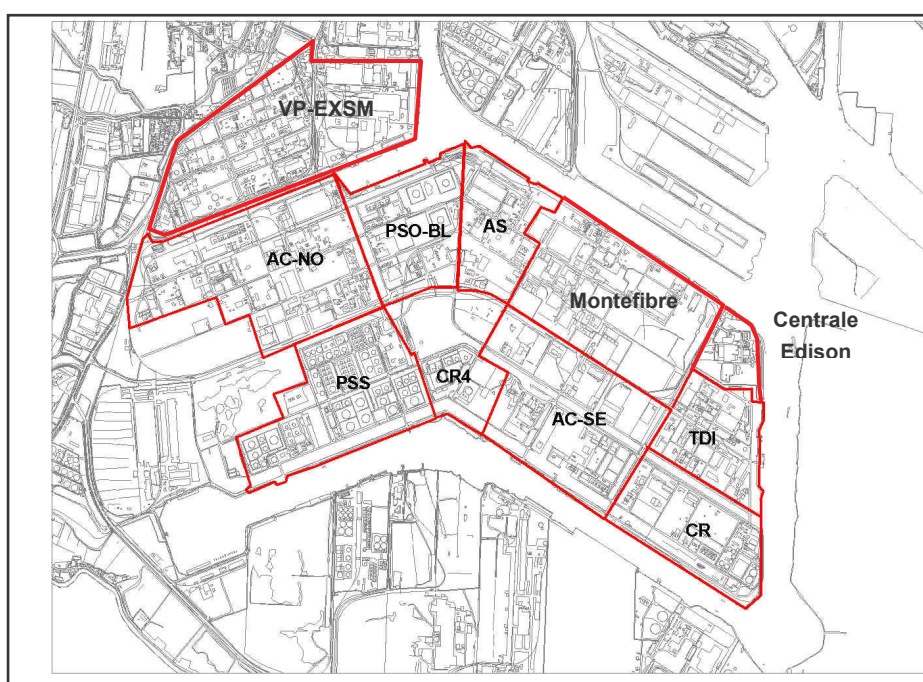 VP-EXSM
PSO-BL
AS
AC-NO
Montefibre
Centrale
Edison
PSS
CR4
AC-SE
TDI
CR